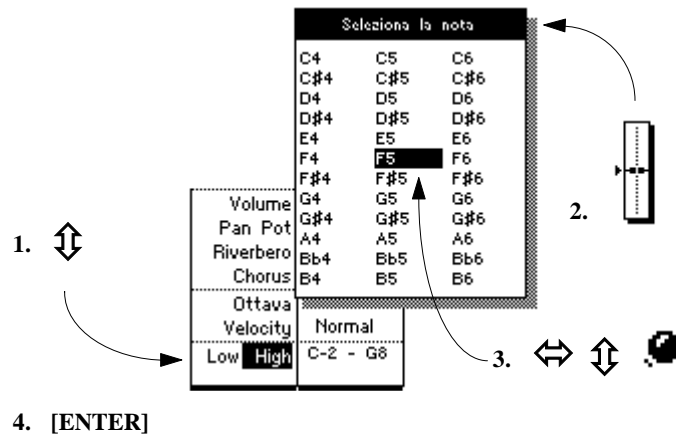 Seleziona la nota
C4 C5 C6
C#4 C#5 C#6
D4 D5 D6
D#4 D#5 D#6
E4 E5 E6
F4 F5 F6
F#4 F#5 F#6
G4 G5 G6
G#4 G#5 G#6
A4 A5 A6
Bb4 Bb5 Bb6
B4 B5 B6
Volume
Pan Pot
Riverbero
Chorus
Ottava
Velocity Normal
Low High C-2 - G8
1.
2.
3.
4. [ENTER]